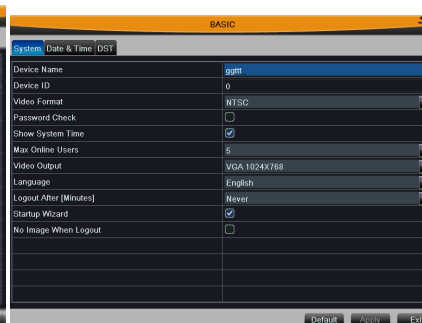 BASIC
System Date & Time DST
Device Name ggttt
Device ID 0
Video Format NTSC
Password Check
Show System Time
Max Online Users 5
Video Output VGA 1024X768
Language English
Logout After [Minutes] Never
Startup Wizard
No Image When Logout
Default Apply Exi